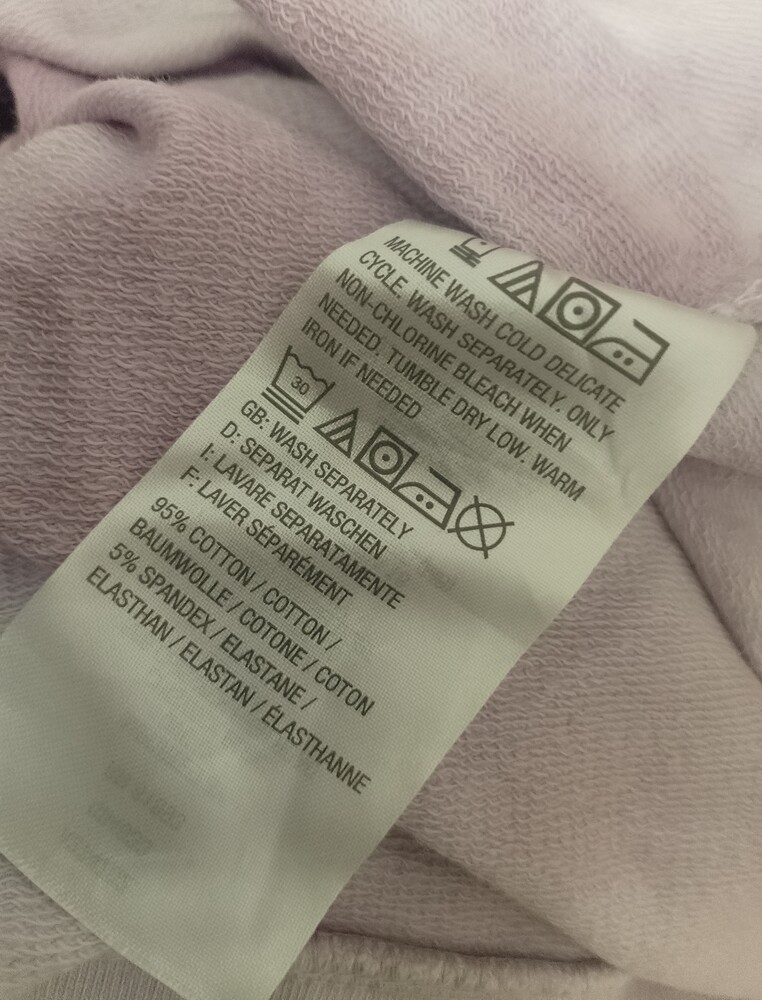 MACHINE WASH COLD DELICATE
CYCLE. WASH SEPARATELY. ONLY
NON-CHLORINE BLEACH WHEN
NEEDED. TUMBLE DRY LOW. WARM
IRON IF NEEDED
30
GB: WASH SEPARATELY
D: SEPARAT WASCHEN
I: LAVARE SEPARATAMENTE
F: LAVER SÉPARÉMENT
95% COTTON / COTTON /
BAUMWOLLE / COTONE / COTON
5% SPANDEX / ELASTANE /
ELASTHAN / ELASTAN / ÉLASTHANNE